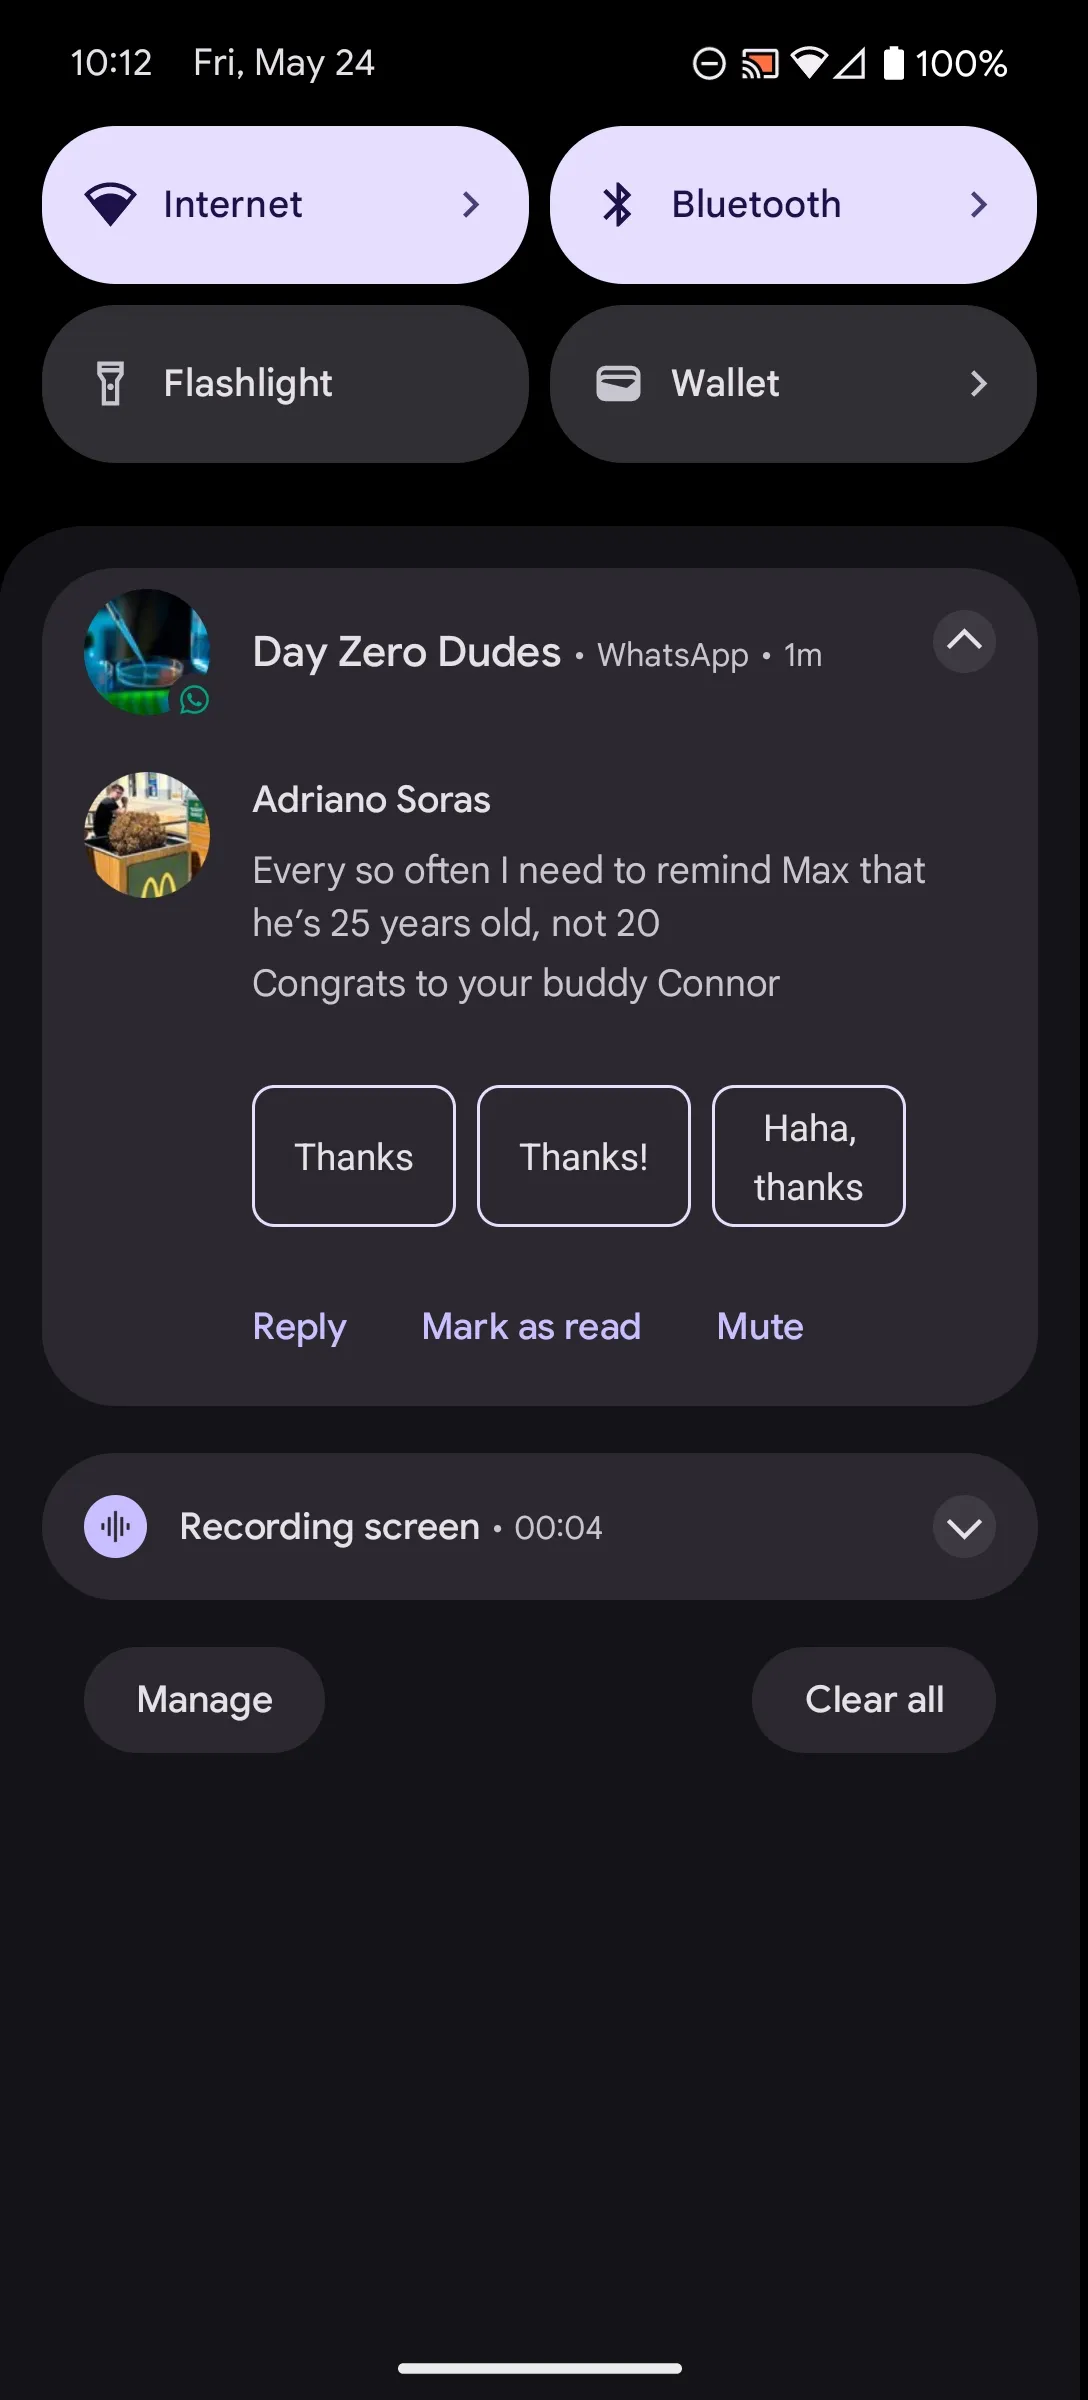 10:12 Fri, May 24 100%
Internet Bluetooth
Flashlight Wallet
Day Zero Dudes • WhatsApp • 1m
Adriano Soras
Every so often I need to remind Max that
he’s 25 years old, not 20
Congrats to your buddy Connor
Thanks Thanks! Haha,
thanks
Reply Mark as read Mute
Recording screen • 00:04
Manage Clear all